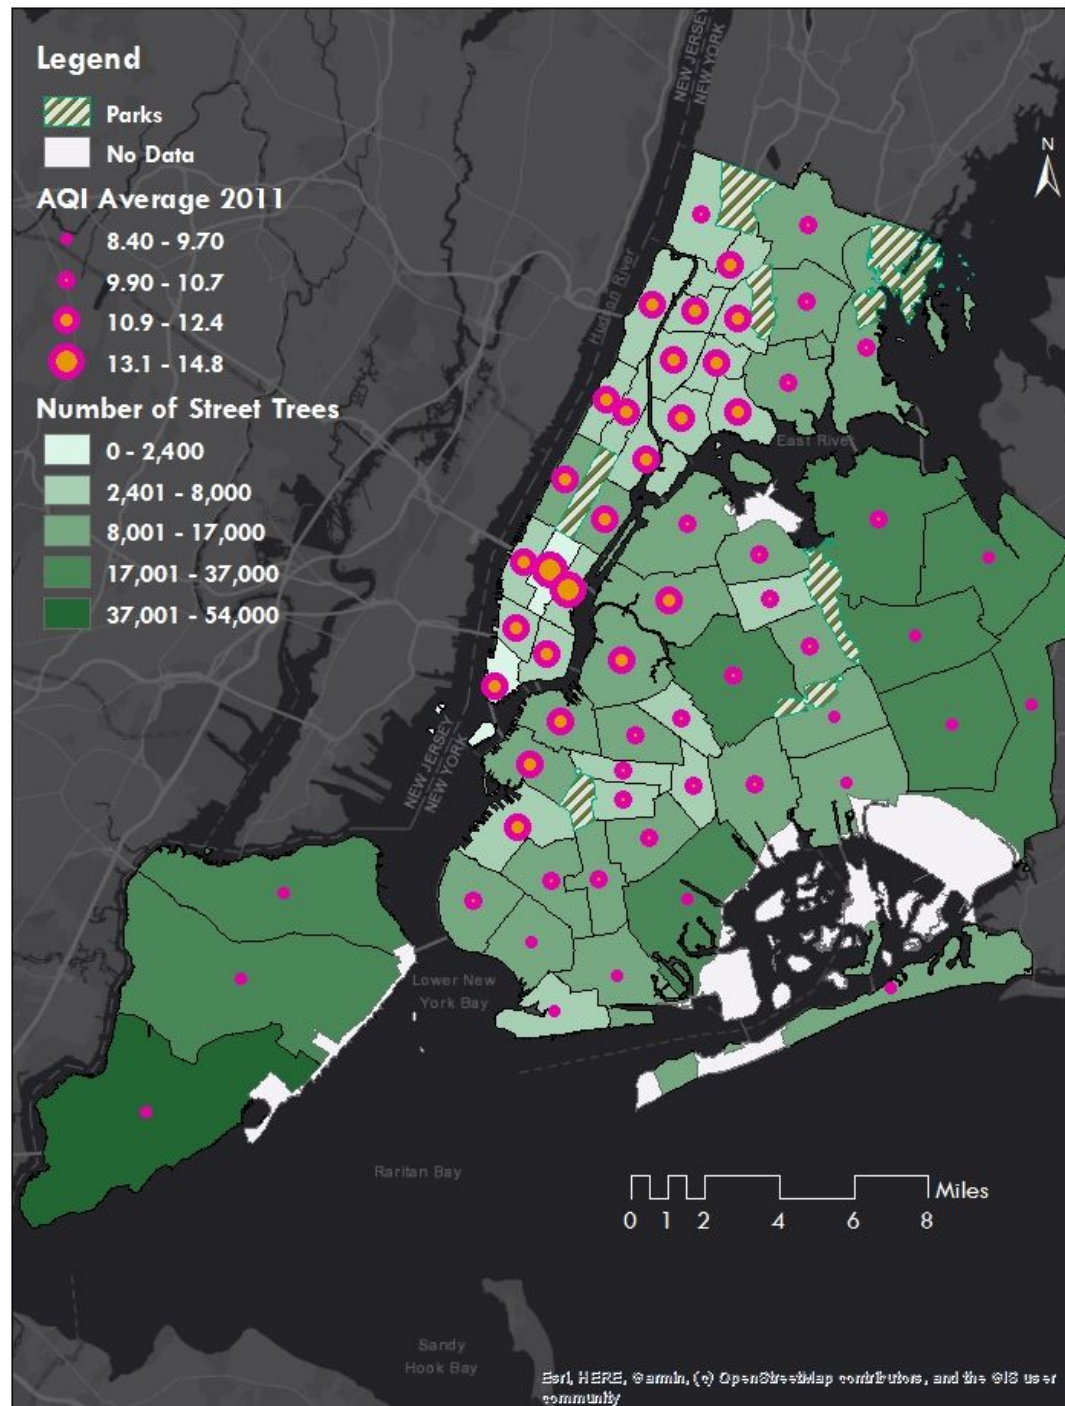 Legend
Parks
No Data
AQI Average 2011
8.40 - 9.70
9.90 - 10.7
10.9 - 12.4
13.1 - 14.8
Number of Street Trees
0 - 2,400
2,401 - 8,000
8,001 - 17,000
17,001 - 37,000
37,001 - 54,000
NEW JERSEY
NEW YORK
N
Hudson River
East River
NEW JERSEY
NEW YORK
Lower New
York Bay
Raritan Bay
Miles
0 1 2 4 6 8
Sandy
Hook Bay
Esri, HERE, Garmin, (c) OpenStreetMap contributors, and the GIS user
community